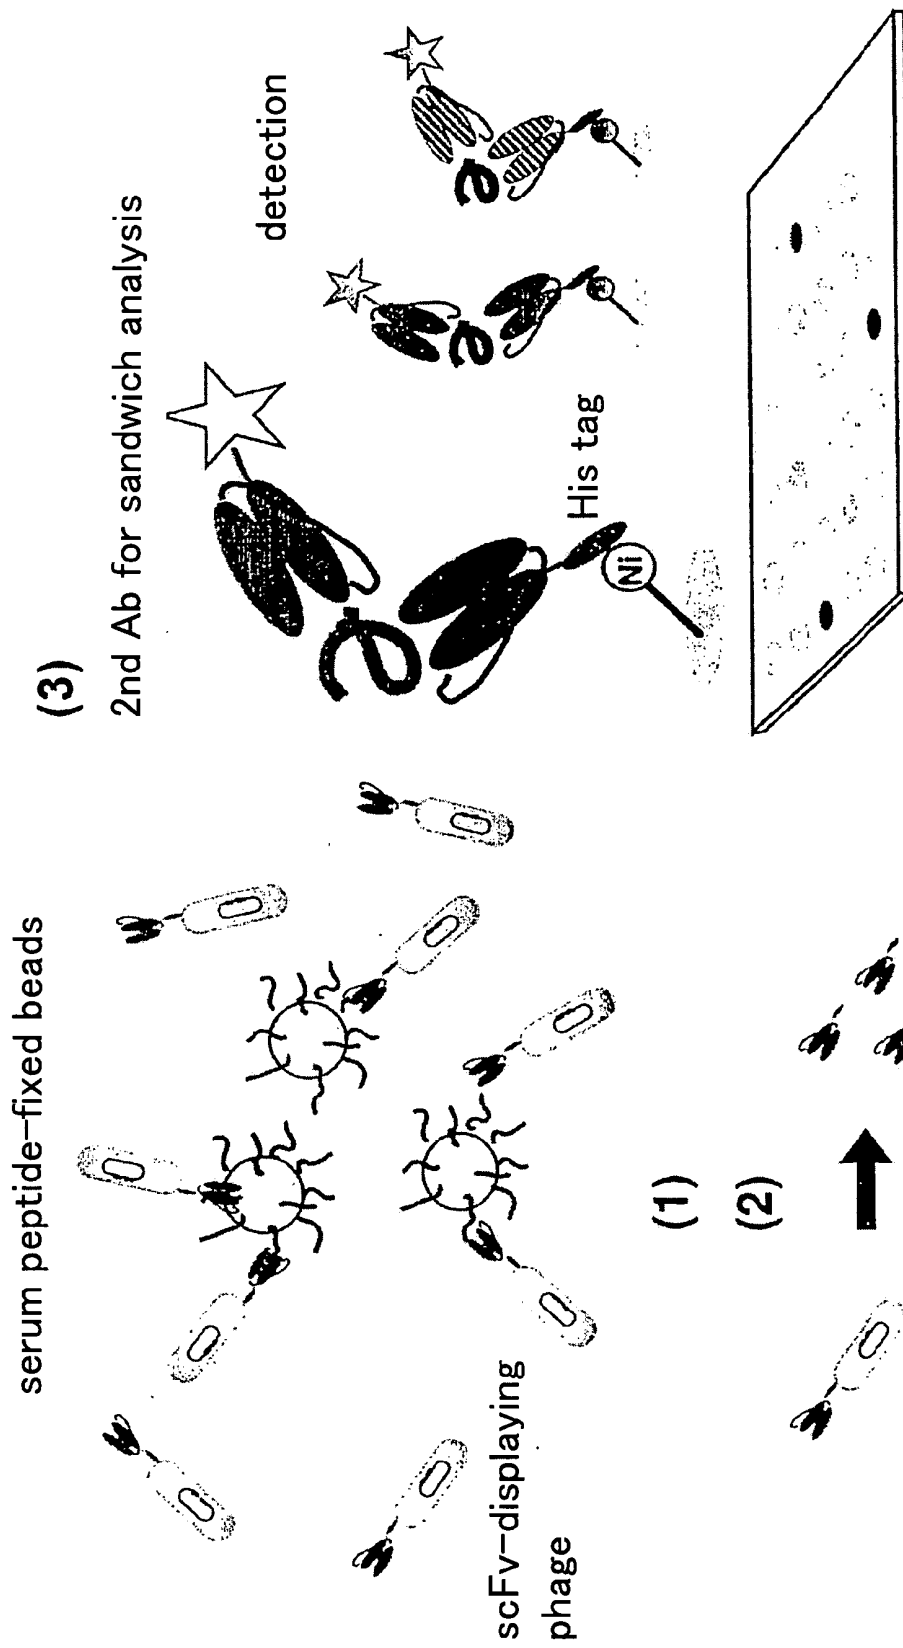 serum peptide-fixed beads
scFv-displaying
phage
(1)
(2)
(3)
2nd Ab for sandwich analysis
detection
His tag
Ni